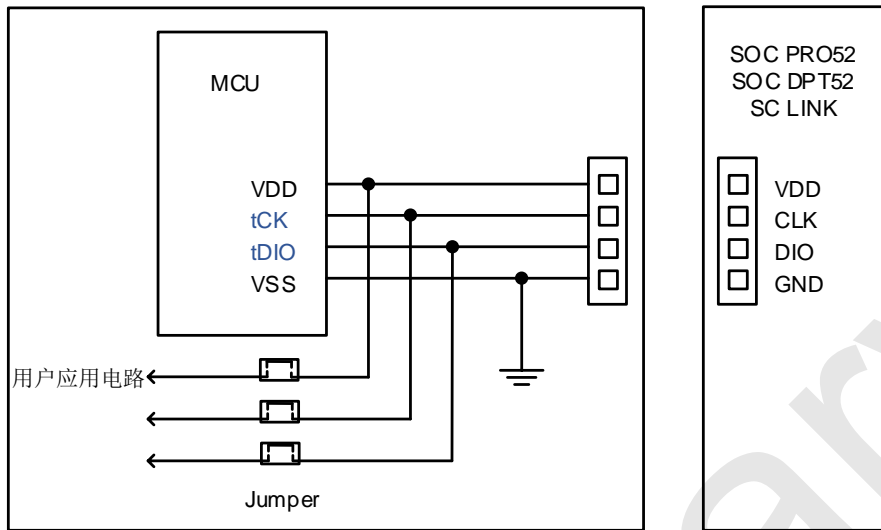 MCU
VDD
tCK
tDIO
VSS
用户应用电路
Jumper
SOC PRO52
SOC DPT52
SC LINK
VDD
CLK
DIO
GND